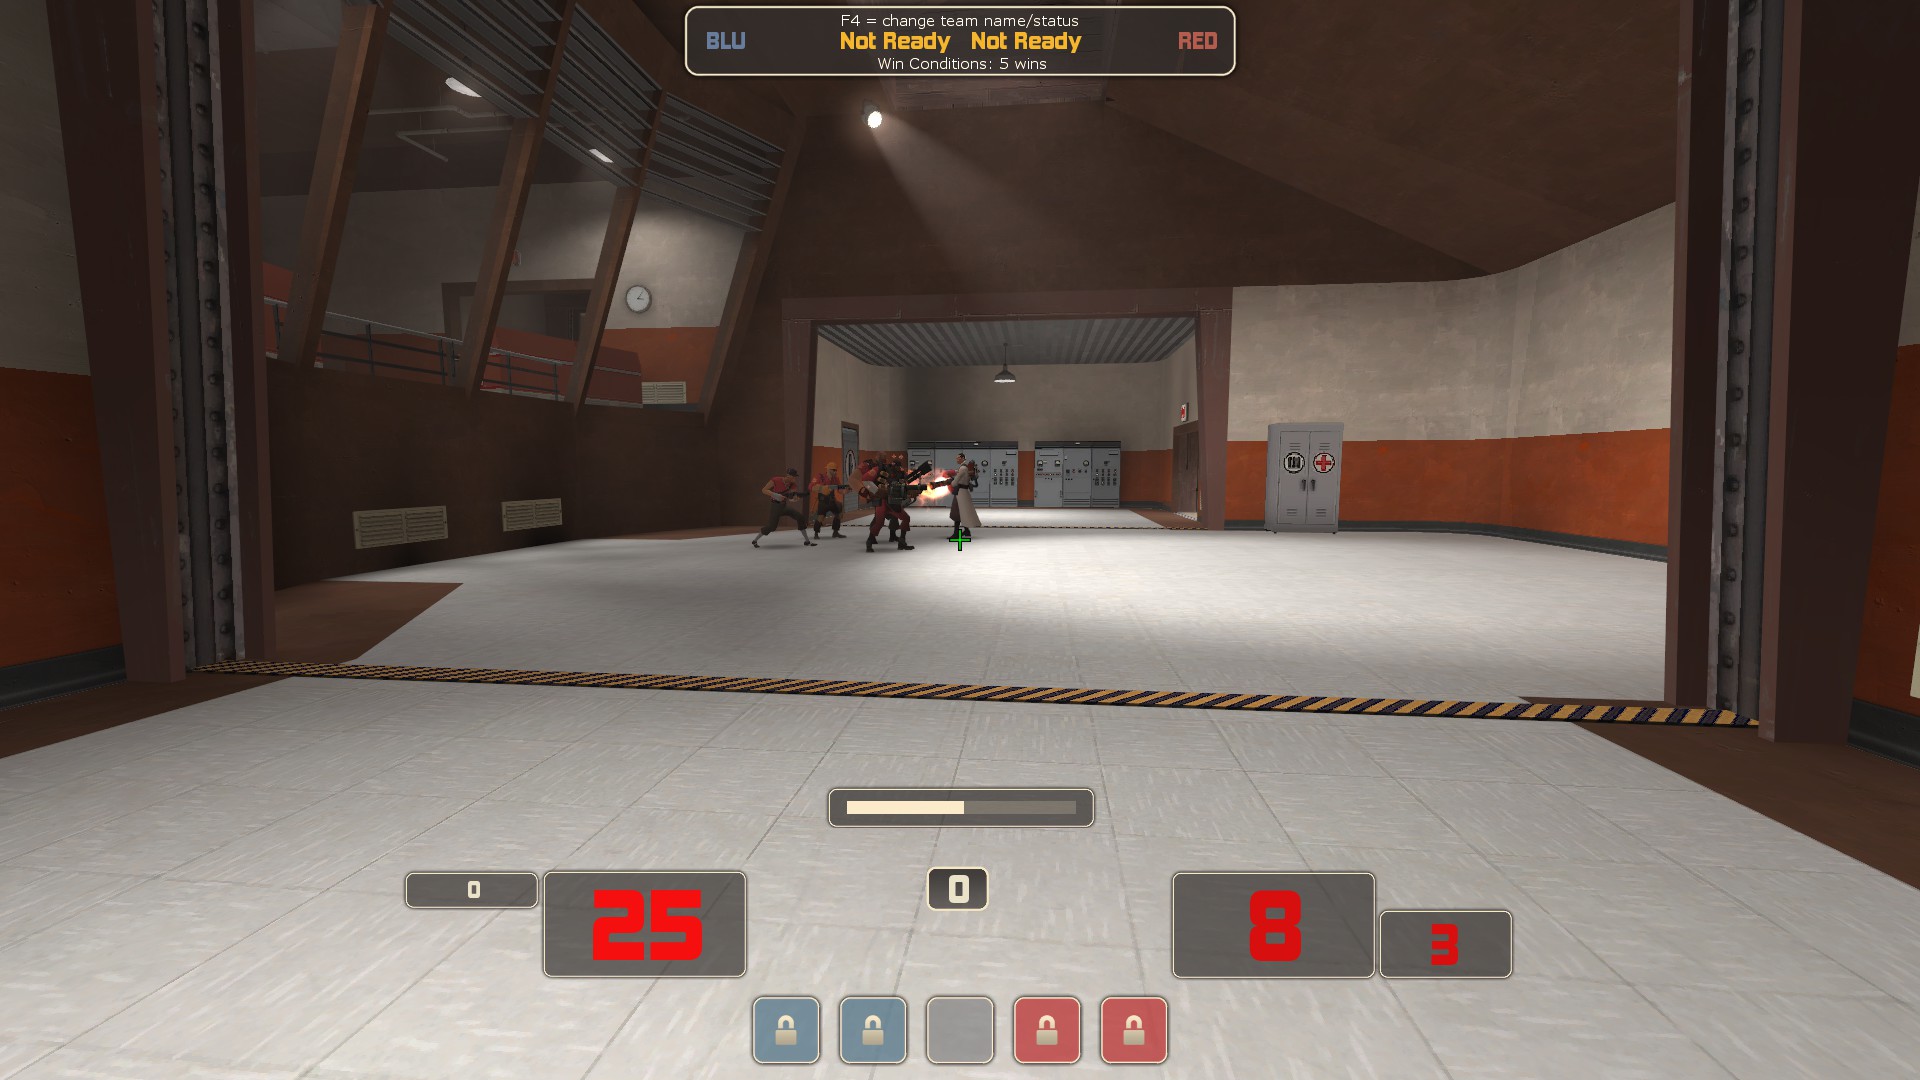 F4 = change team name/status
BLU Not Ready Not Ready RED
Win Conditions: 5 wins
0
25
0
8
3